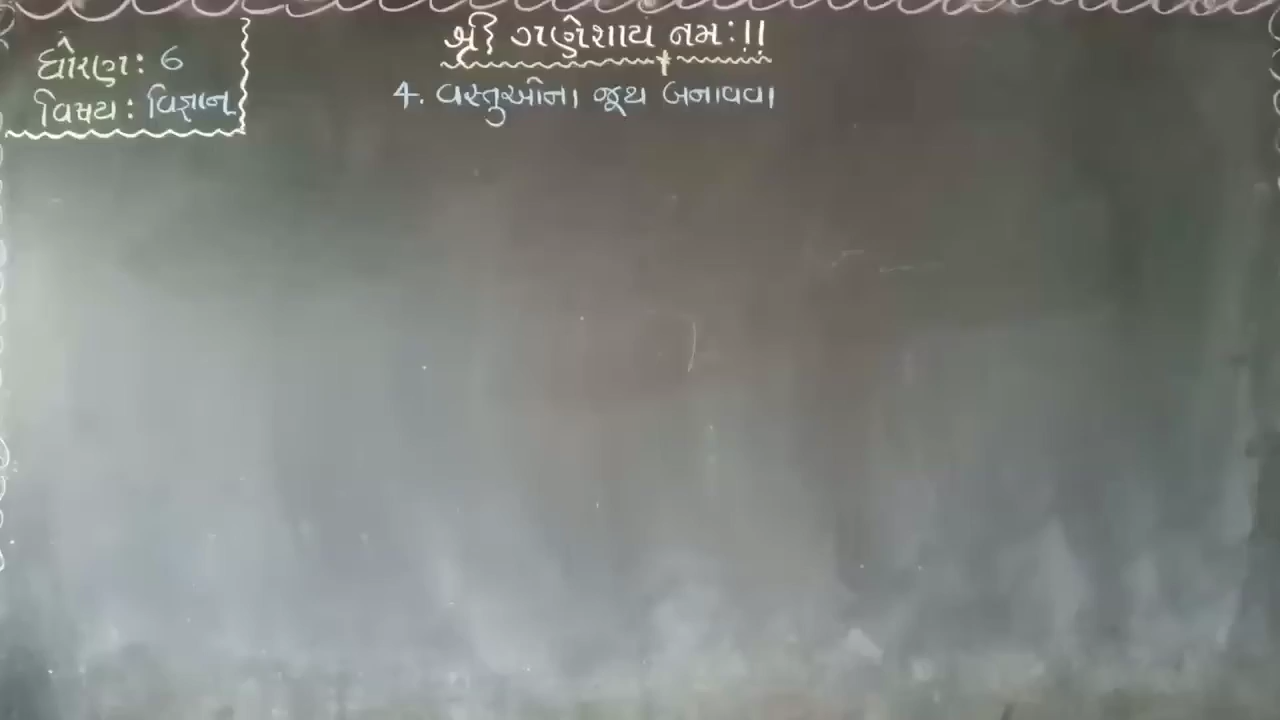 શ્રી ગણેશાય નમઃ!!
ધોરણ: 6
વિષય: વિજ્ઞાન
4. વસ્તુઓના જૂથ બનાવવા